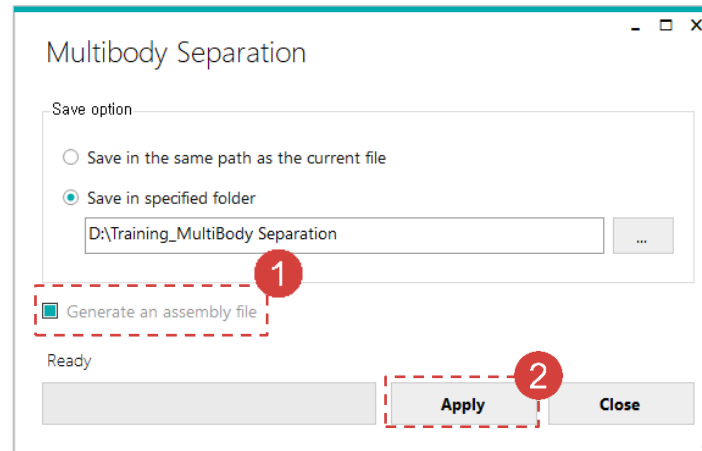 Multibody Separation
Save option
Save in the same path as the current file
Save in specified folder
D:\Training_MultiBody Separation
...
1
Generate an assembly file
Ready
2
Apply
Close